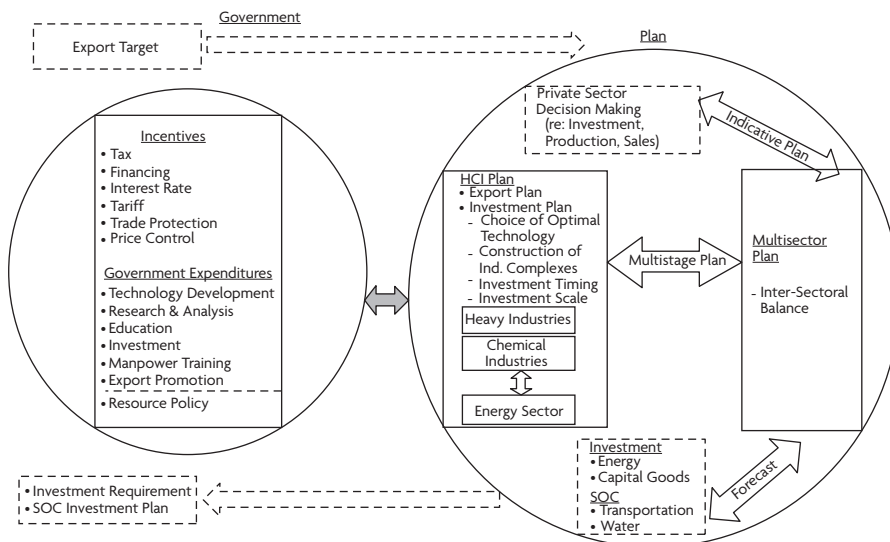 Government
Export Target
Plan
Incentives
• Tax
• Financing
• Interest Rate
• Tariff
• Trade Protection
• Price Control
Government Expenditures
• Technology Development
• Research & Analysis
• Education
• Investment
• Manpower Training
• Export Promotion
• Resource Policy
Private Sector
Decision Making
(re: Investment,
Production, Sales)
Indicative Plan
HCI Plan
• Export Plan
• Investment Plan
- Choice of Optimal
Technology
- Construction of
Ind. Complexes
- Investment Timing
- Investment Scale
Heavy Industries
Chemical
Industries
Energy Sector
Multistage Plan
Multisector
Plan
- Inter-Sectoral
Balance
Investment
• Energy
• Capital Goods
SOC
• Transportation
• Water
Forecast
• Investment Requirement
• SOC Investment Plan